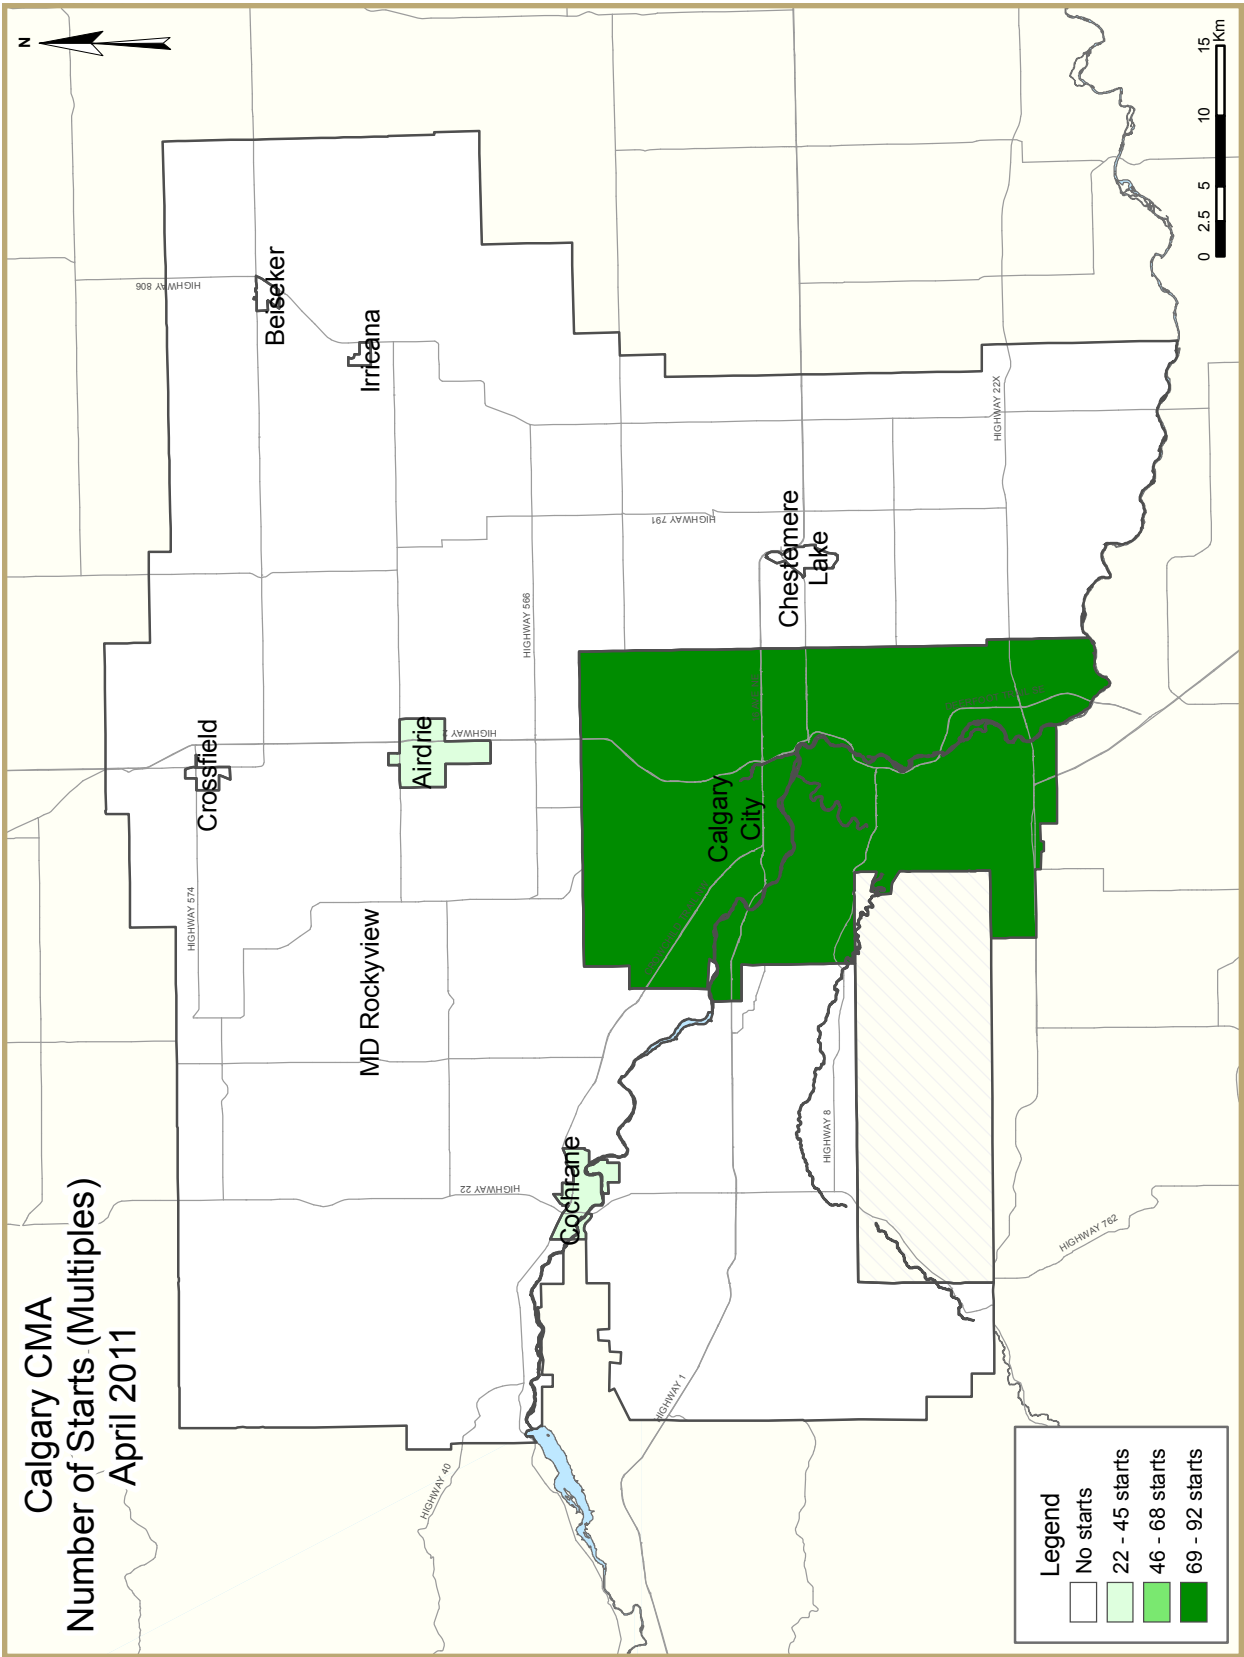 Calgary CMA
Number of Starts (Multiples)
April 2011
N
HIGHWAY 806
Beiseker
Irricana
Crossfield
HIGHWAY 574
Airdrie
HIGHWAY 2
HIGHWAY 566
MD Rockyview
HIGHWAY 791
HIGHWAY 22X
Chestemere
Lake
Calgary
City
HIGHWAY 22
Cochrane
HIGHWAY 8
HIGHWAY 40
HIGHWAY 1
HIGHWAY 762
Legend
No starts
22 - 45 starts
46 - 68 starts
69 - 92 starts
0 2.5 5 10 15
Km